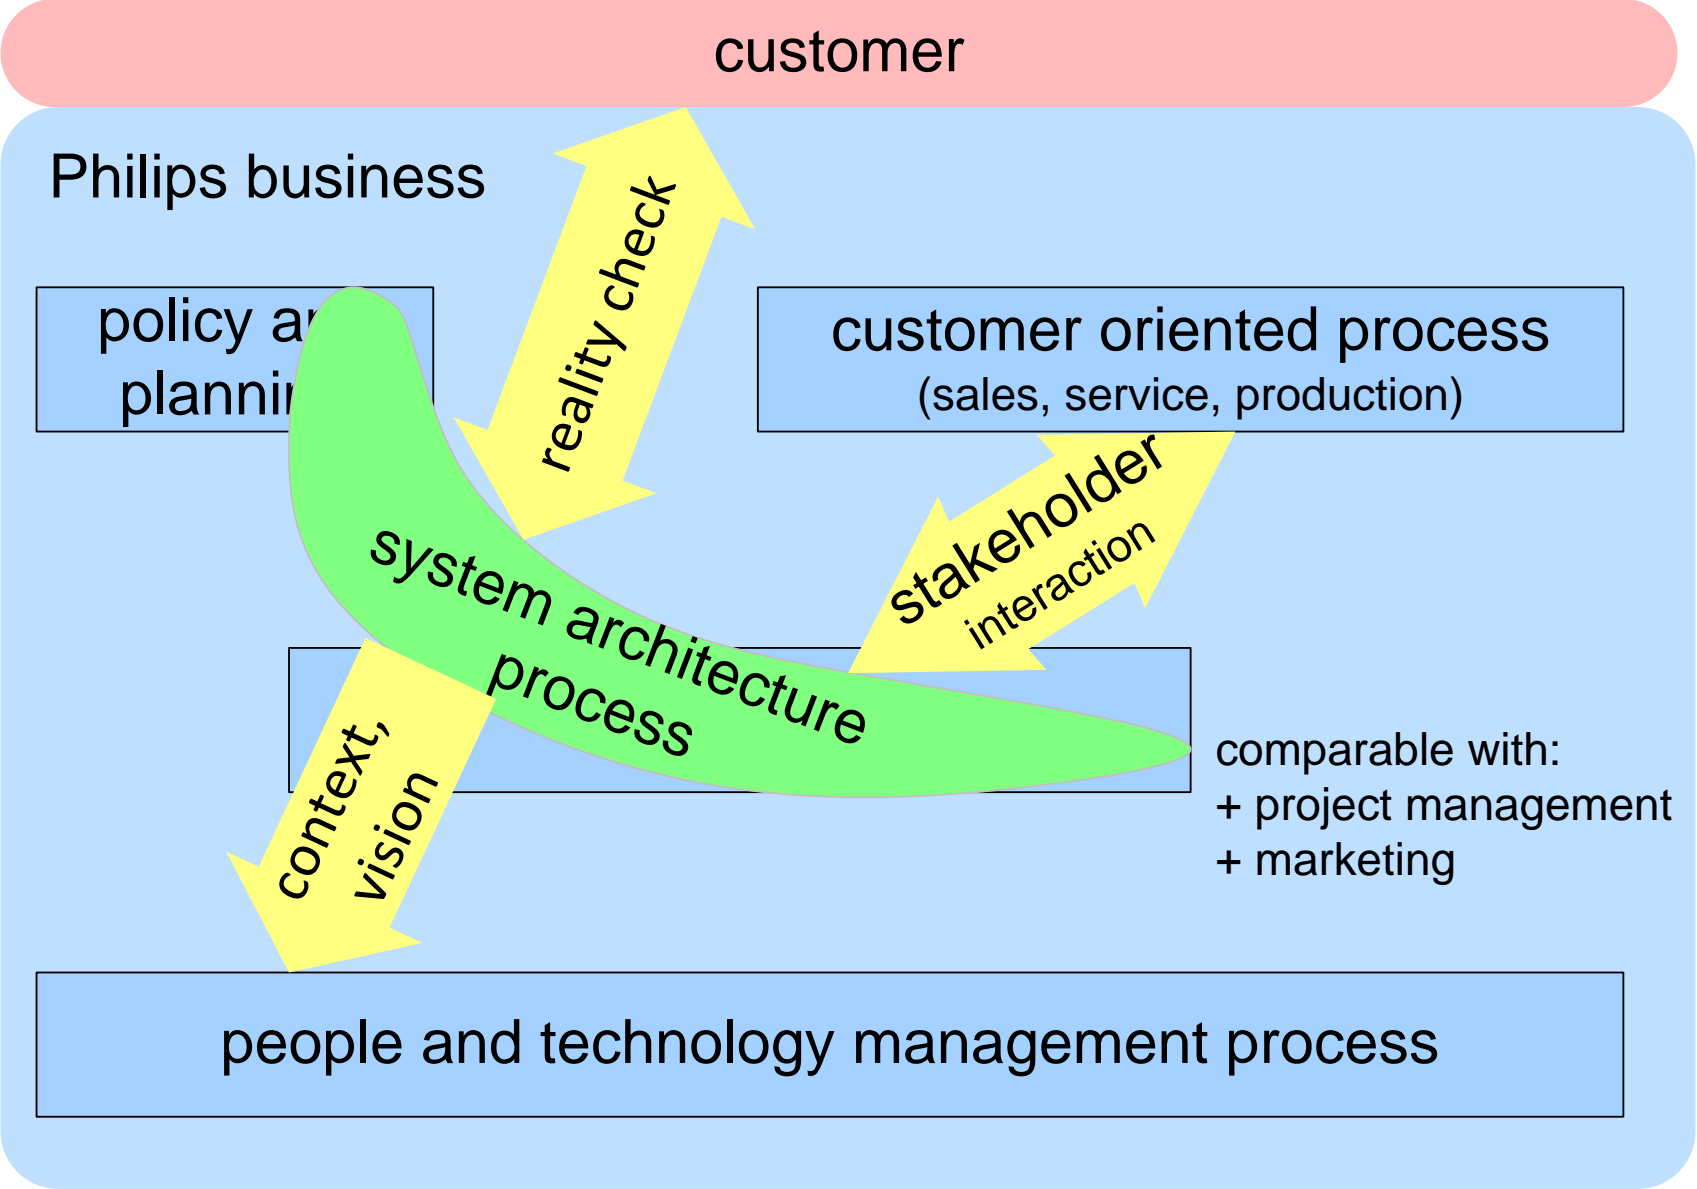 customer
Philips business
reality check
policy a
plannin
customer oriented process
(sales, service, production)
stakeholder
interaction
system architecture
process
context,
vision
comparable with:
+ project management
+ marketing
people and technology management process